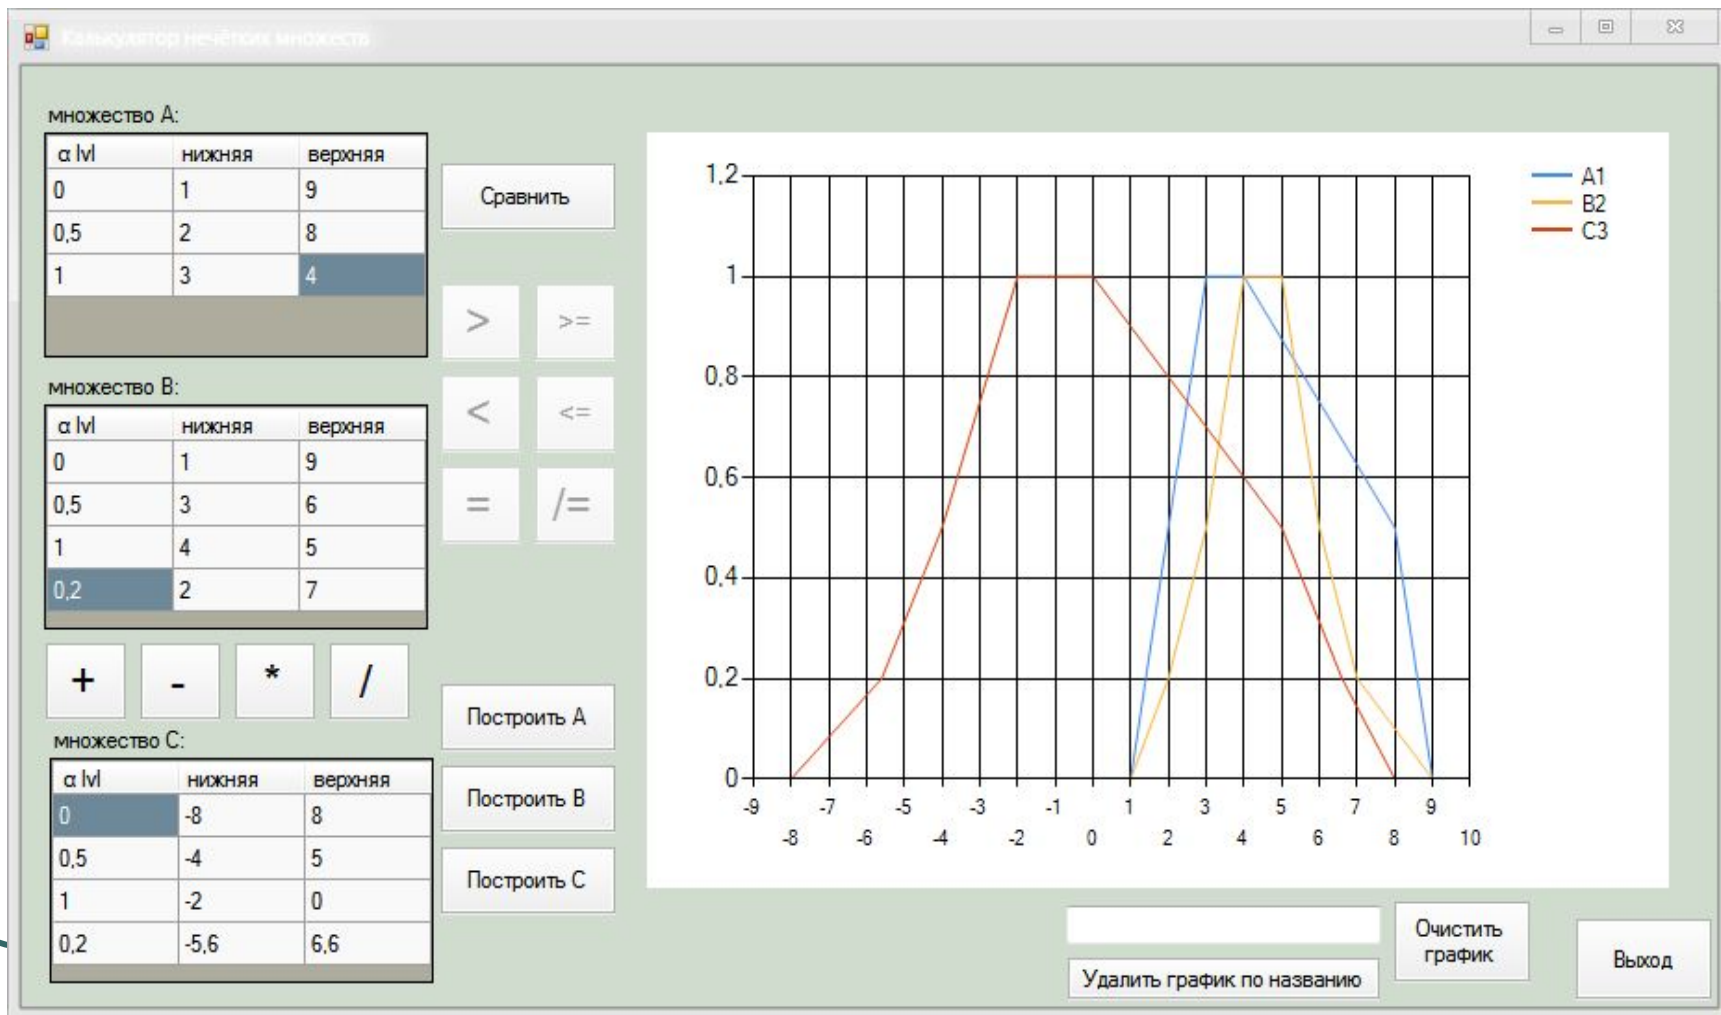 Калькулятор нечётких множеств
множество A:
α lvl нижняя верхняя
0 1 9
0,5 2 8
1 3 4
множество B:
α lvl нижняя верхняя
0 1 9
0,5 3 6
1 4 5
0,2 2 7
+ - * /
множество C:
α lvl нижняя верхняя
0 -8 8
0,5 -4 5
1 -2 0
0,2 -5,6 6,6
Сравнить
> >=
< <=
= /=
Построить A
Построить B
Построить C
1,2
1
0,8
0,6
0,4
0,2
0
-9 -7 -5 -3 -1 1 3 5 7 9
-8 -6 -4 -2 0 2 4 6 8 10
A1
B2
C3
Удалить график по названию
Очистить
график
Выход